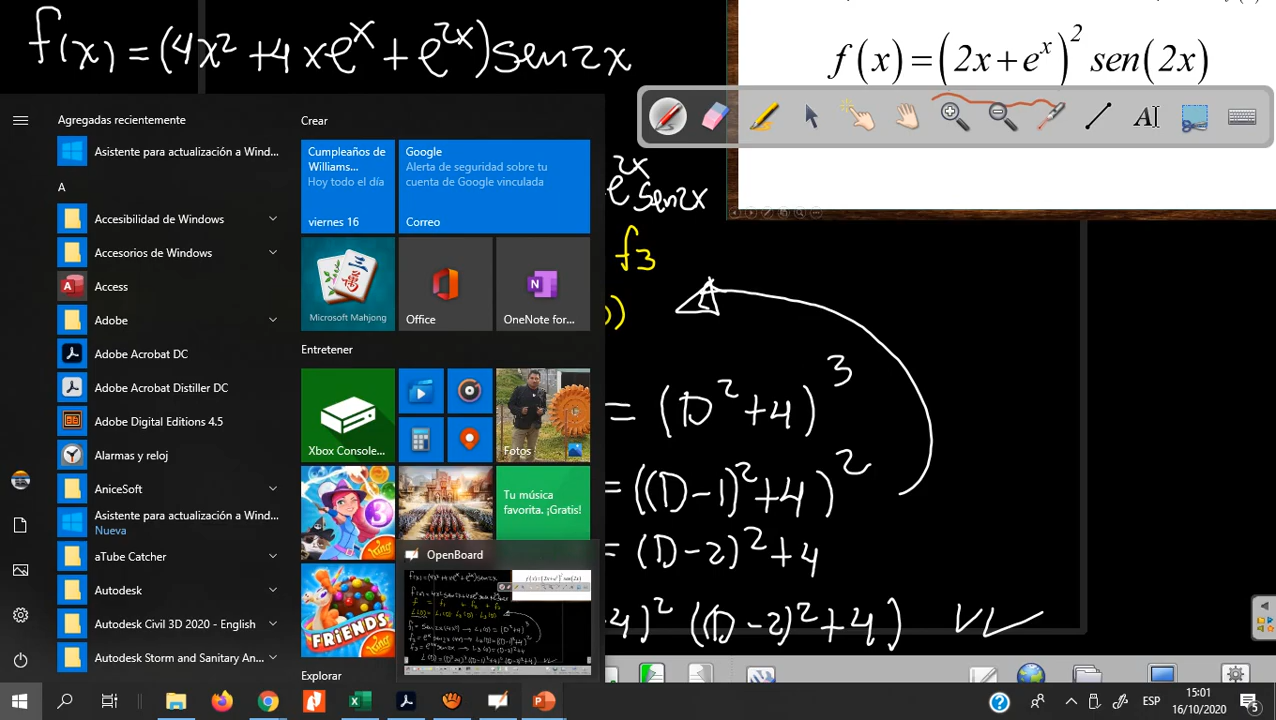 f(x)=(4x²+4xeˣ+e²ˣ)sen2x
f(x)=(2x+eˣ)² sen(2x)
Agregadas recientemente
Asistente para actualización a Wind...
A
Accesibilidad de Windows
Accesorios de Windows
Access
Adobe
Adobe Acrobat DC
Adobe Acrobat Distiller DC
Adobe Digital Editions 4.5
Alarmas y reloj
AniceSoft
Asistente para actualización a Wind...
Nueva
aTube Catcher
Autodesk
Autodesk Civil 3D 2020 - English
Autodesk Storm and Sanitary An...
Crear
Cumpleaños de
Williams...
Hoy todo el día
viernes 16
Google
Alerta de seguridad sobre tu
cuenta de Google vinculada
Correo
Microsoft Mahjong
Office
OneNote for...
Entretener
Xbox Console...
Fotos
Tu música
favorita. ¡Gratis!
King
FRIENDS
King
OpenBoard
Explorar
e²ˣsen2x
f3
)
= (D²+4)³
= ((D-1)²+4)²
= (D-2)²+4
4)² ((D-2)²+4)
ESP
15:01
16/10/2020
5